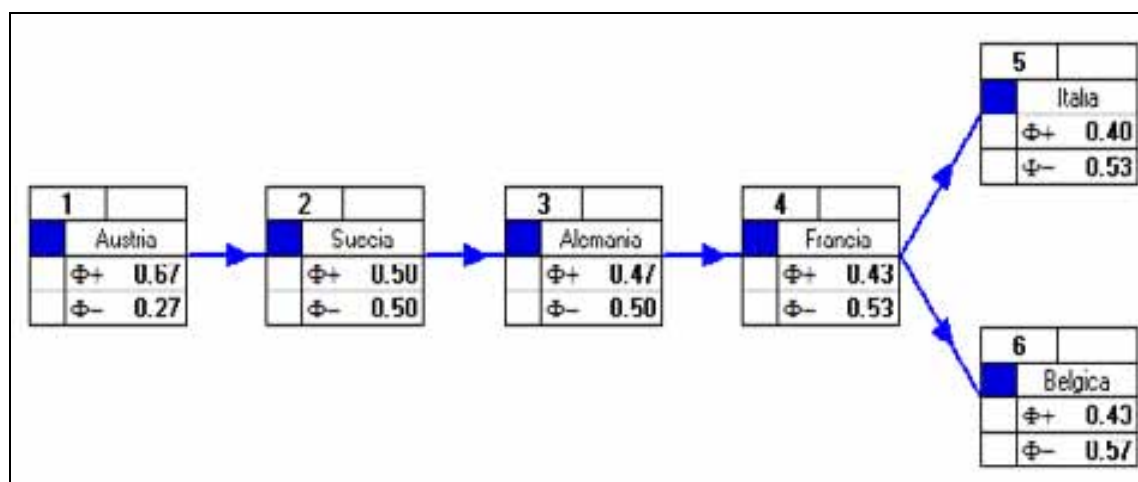 1
Austria
Φ+ 0.67
Φ− 0.27
2
Suecia
Φ+ 0.50
Φ− 0.50
3
Alemania
Φ+ 0.47
Φ− 0.50
4
Francia
Φ+ 0.43
Φ− 0.53
5
Italia
Φ+ 0.40
Φ− 0.53
6
Belgica
Φ+ 0.43
Φ− 0.57